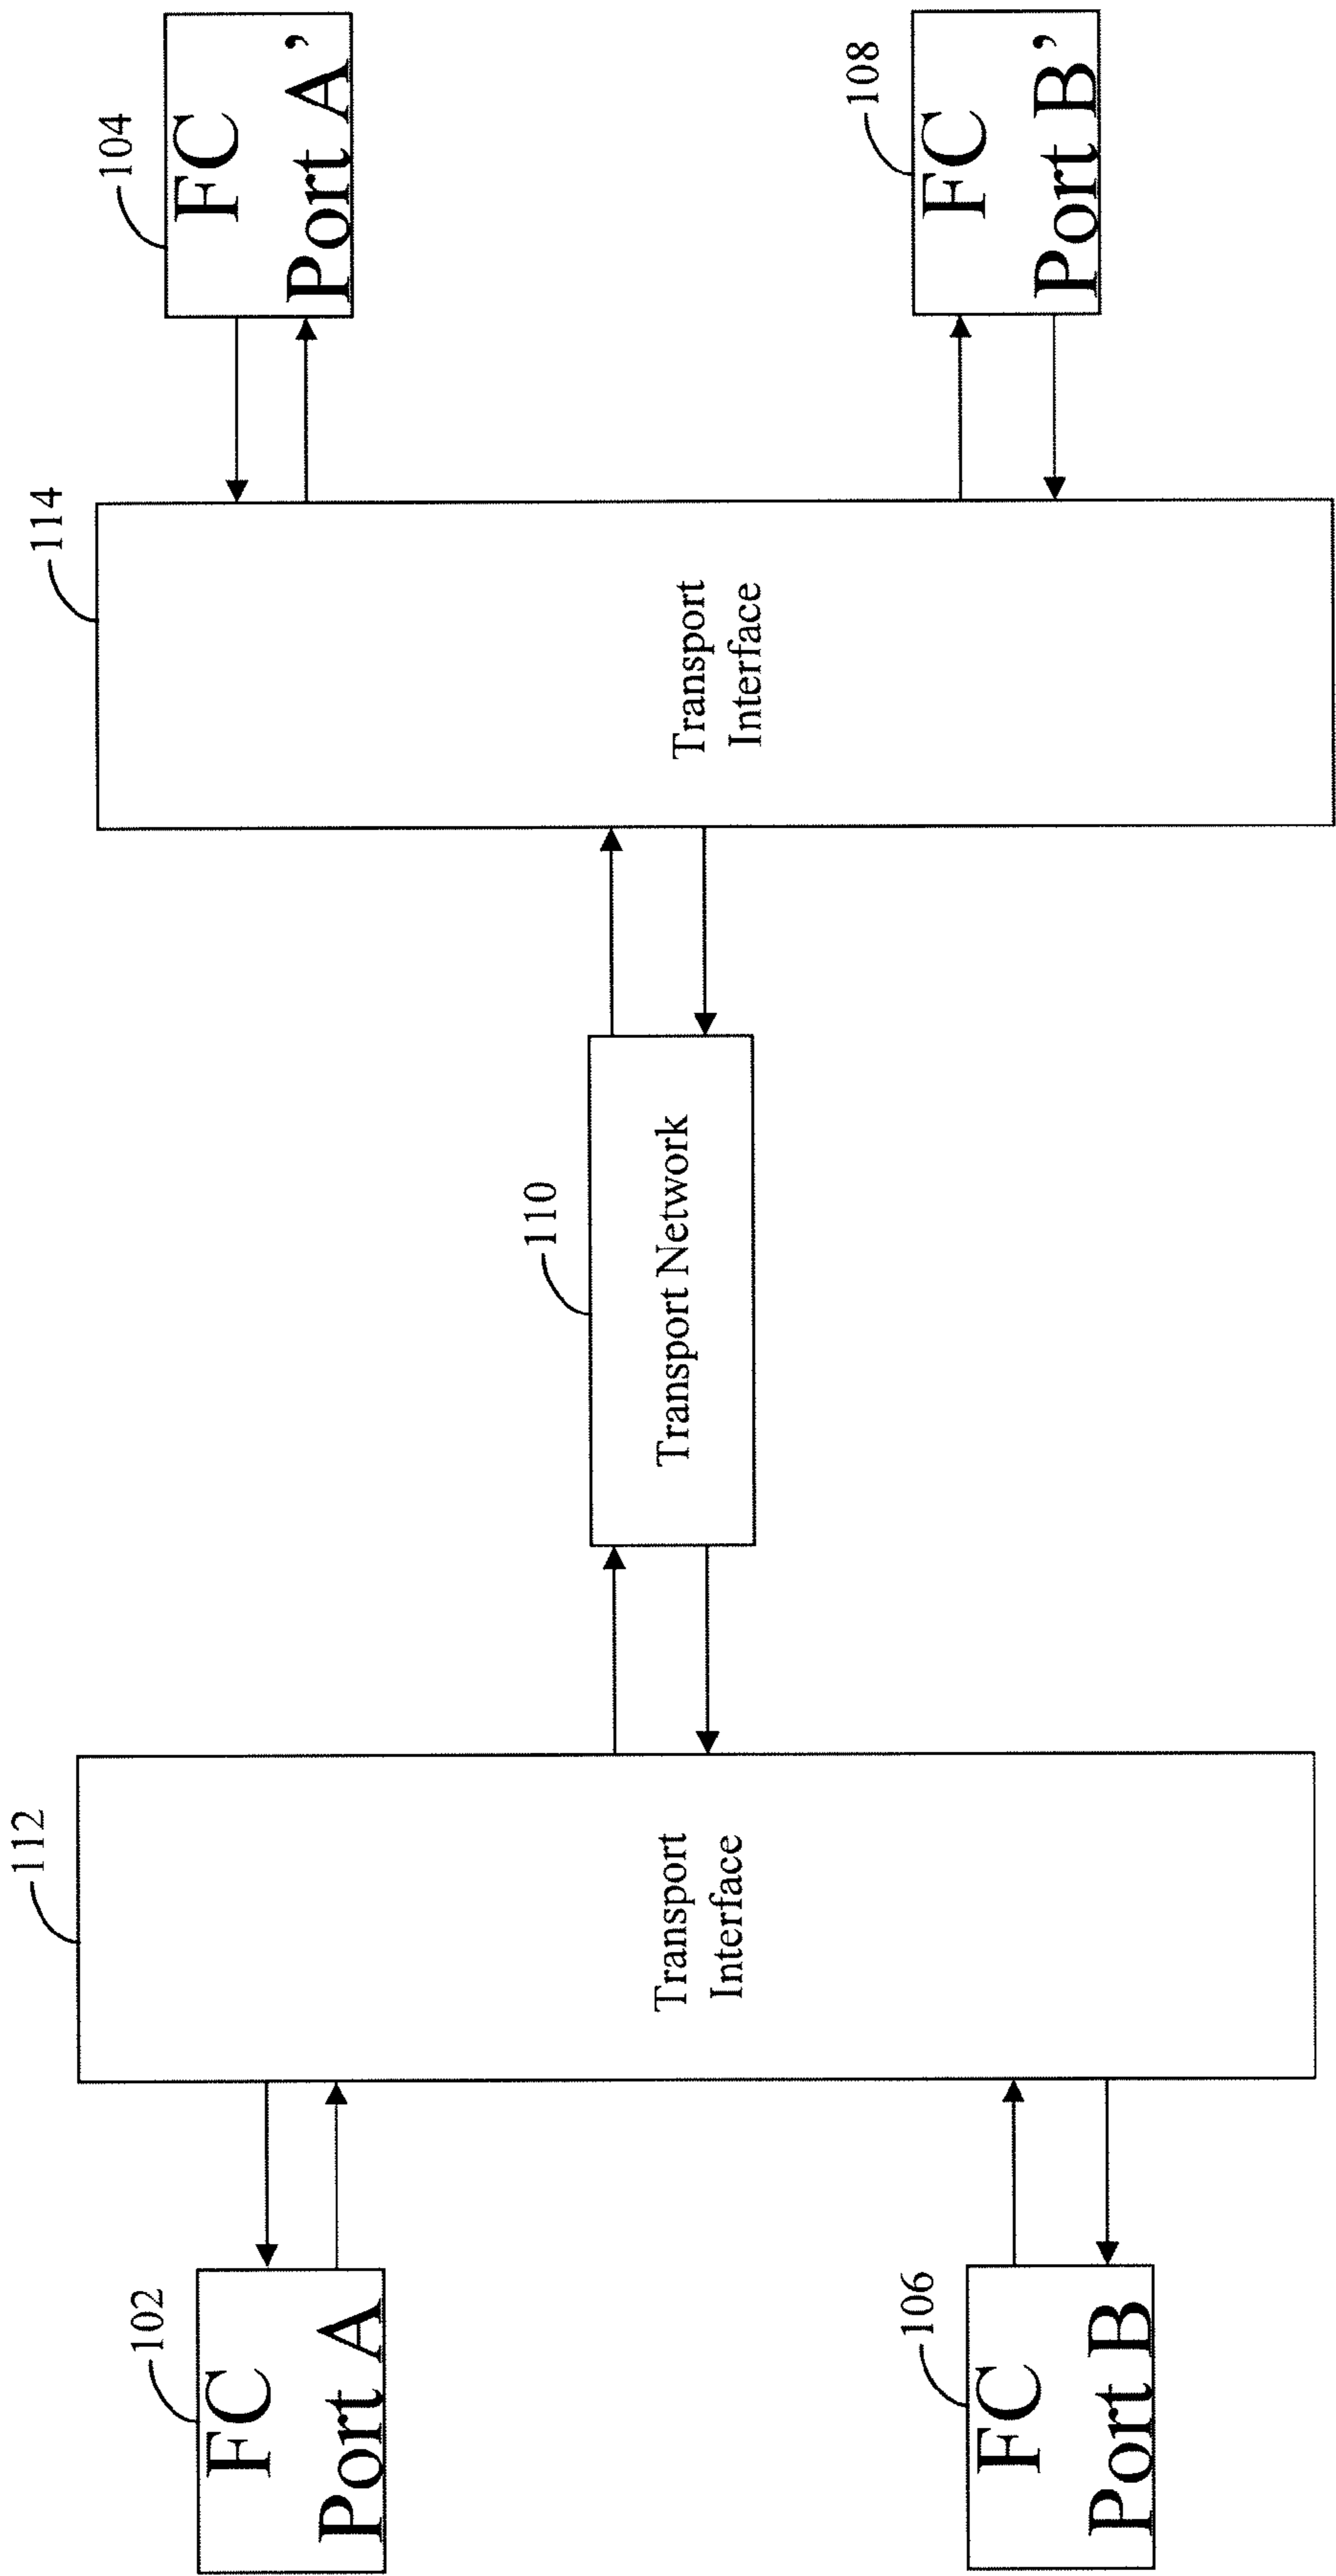 102
FC
Port A
106
FC
Port B
112
Transport
Interface
110
Transport Network
114
Transport
Interface
104
FC
Port A’
108
FC
Port B’